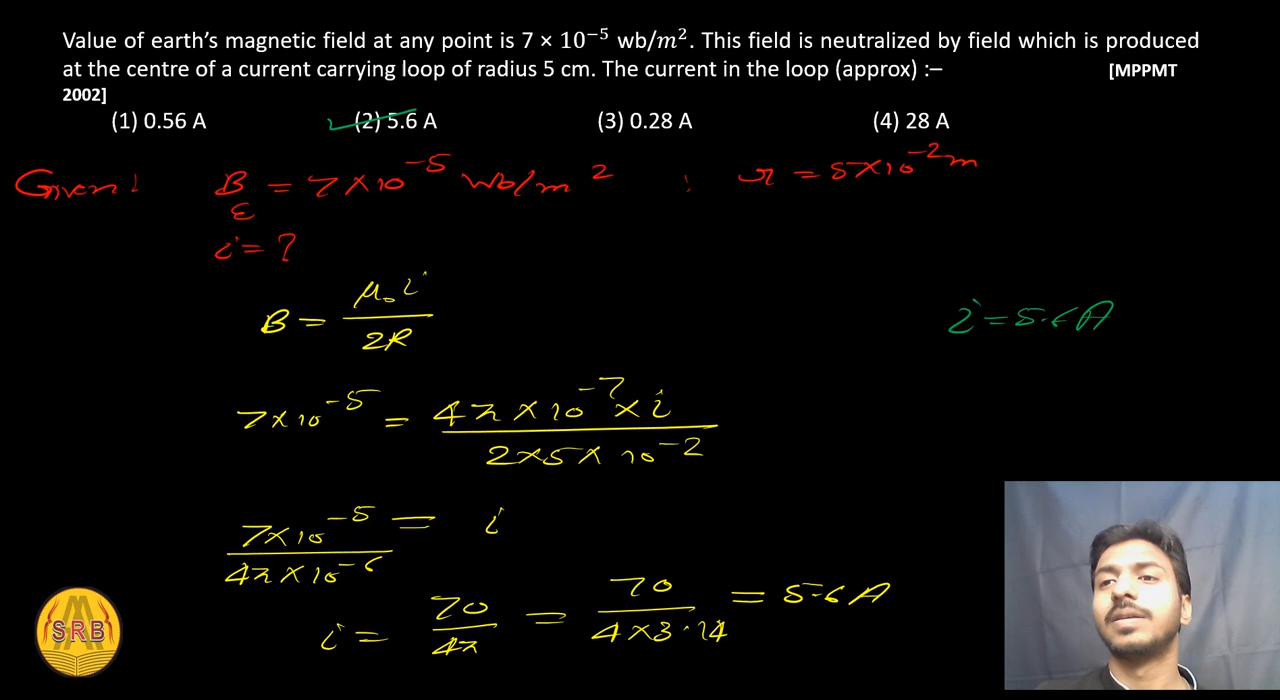 Value of earth's magnetic field at any point is 7 × 10⁻⁵ wb/m². This field is neutralized by field which is produced
at the centre of a current carrying loop of radius 5 cm. The current in the loop (approx) :– [MPPMT
2002]
(1) 0.56 A (2) 5.6 A (3) 0.28 A (4) 28 A
Given: B_E = 7×10⁻⁵ Wb/m² ; r = 5×10⁻² m
i = ?
B = μ₀i / 2R
i = 5.6 A
7×10⁻⁵ = 4π×10⁻⁷×i / 2×5×10⁻²
7×10⁻⁵ / 4π×10⁻⁶ = i
i = 70 / 4π = 70 / 4×3.14 = 5.6 A
SRB